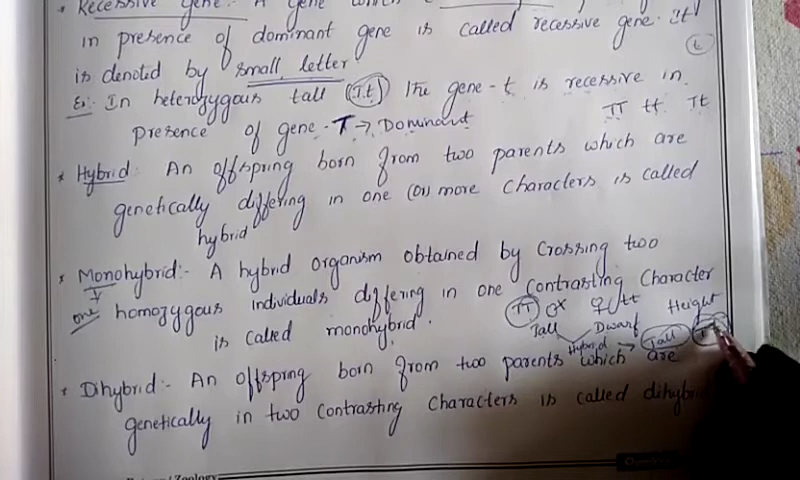 * Recessive gene:- A gene which
in presence of dominant gene is called recessive gene. It
is denoted by small letter (t)
Ex:- In heterozygous tall (Tt) The gene-t is recessive in
presence of gene-T→Dominant
TT tt Tt
* Hybrid: An offspring born from two parents which are
genetically differing in one (or) more characters is called
hybrid
* Monohybrid:- A hybrid organism obtained by crossing two
one homozygous individuals differing in one contrasting character
is called monohybrid.
TT tt Height
Tall Dwarf
Hybrid → Tall Tt
* Dihybrid:- An offspring born from two parents which are
genetically in two contrasting characters is called dihyb
Zoology